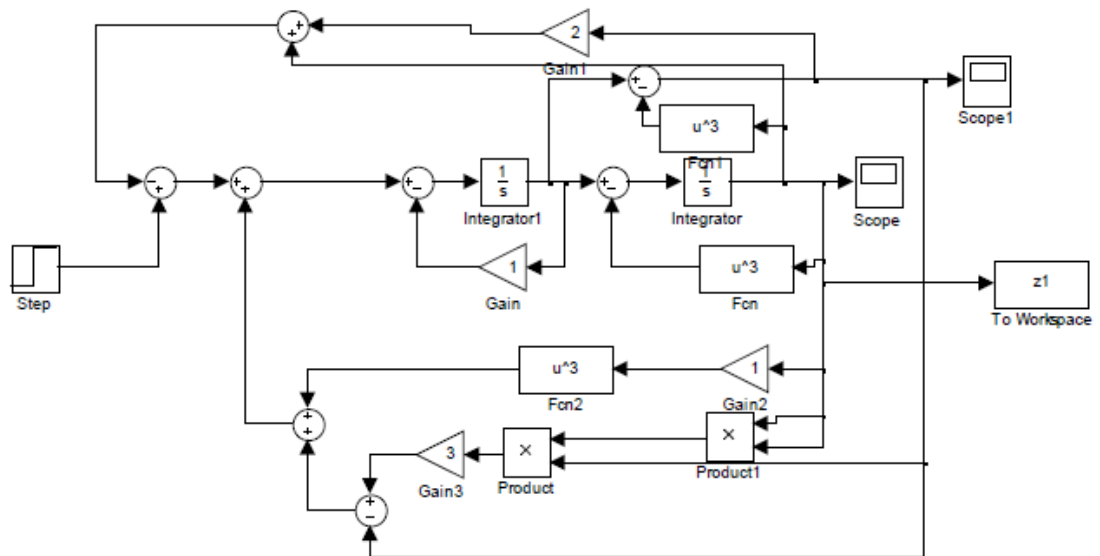 2
Gain1
Scope1
u^3
Fcn1
1
s
Integrator1
1
s
Integrator
Scope
Step
1
Gain
u^3
Fcn
z1
To Workspace
u^3
Fcn2
1
Gain2
3
Gain3
×
Product
×
Product1